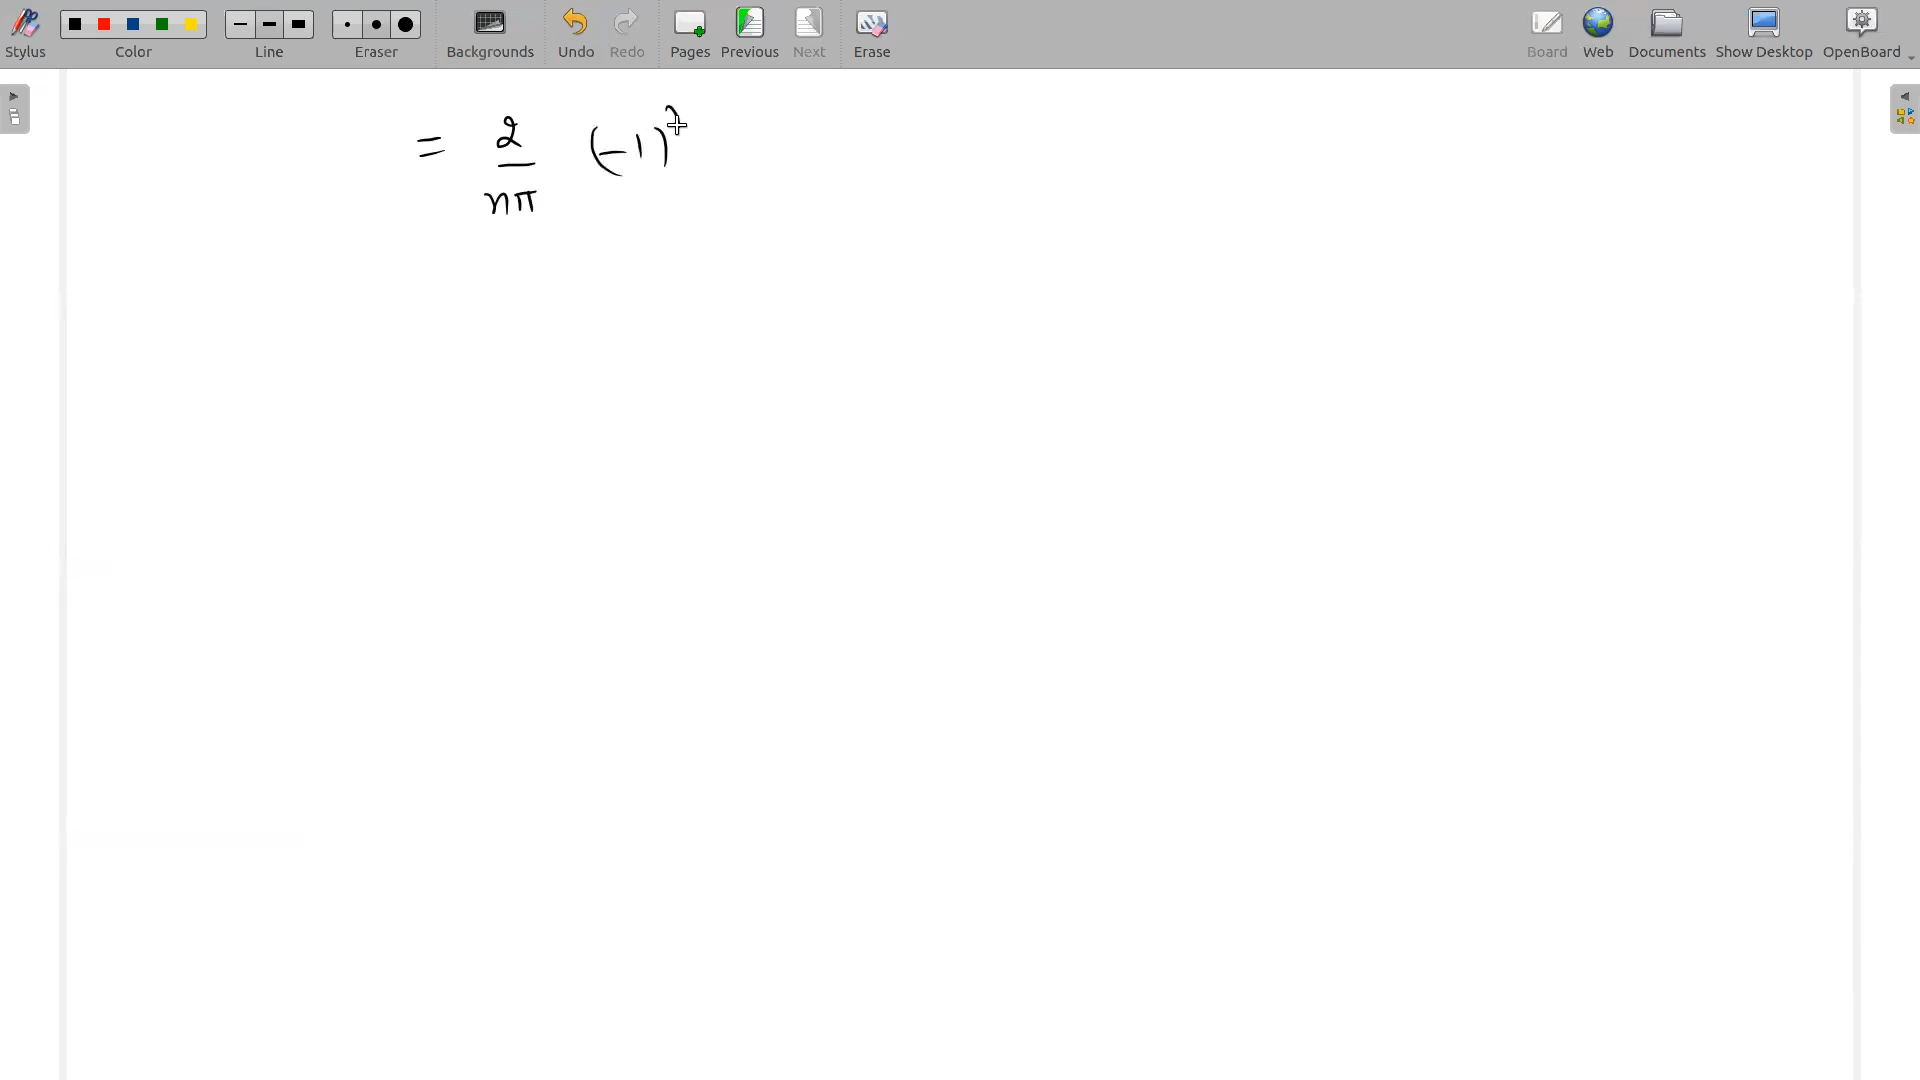 Stylus Color Line Eraser Backgrounds Undo Redo Pages Previous Next Erase Board Web Documents Show Desktop OpenBoard
= 2/nπ (-1)